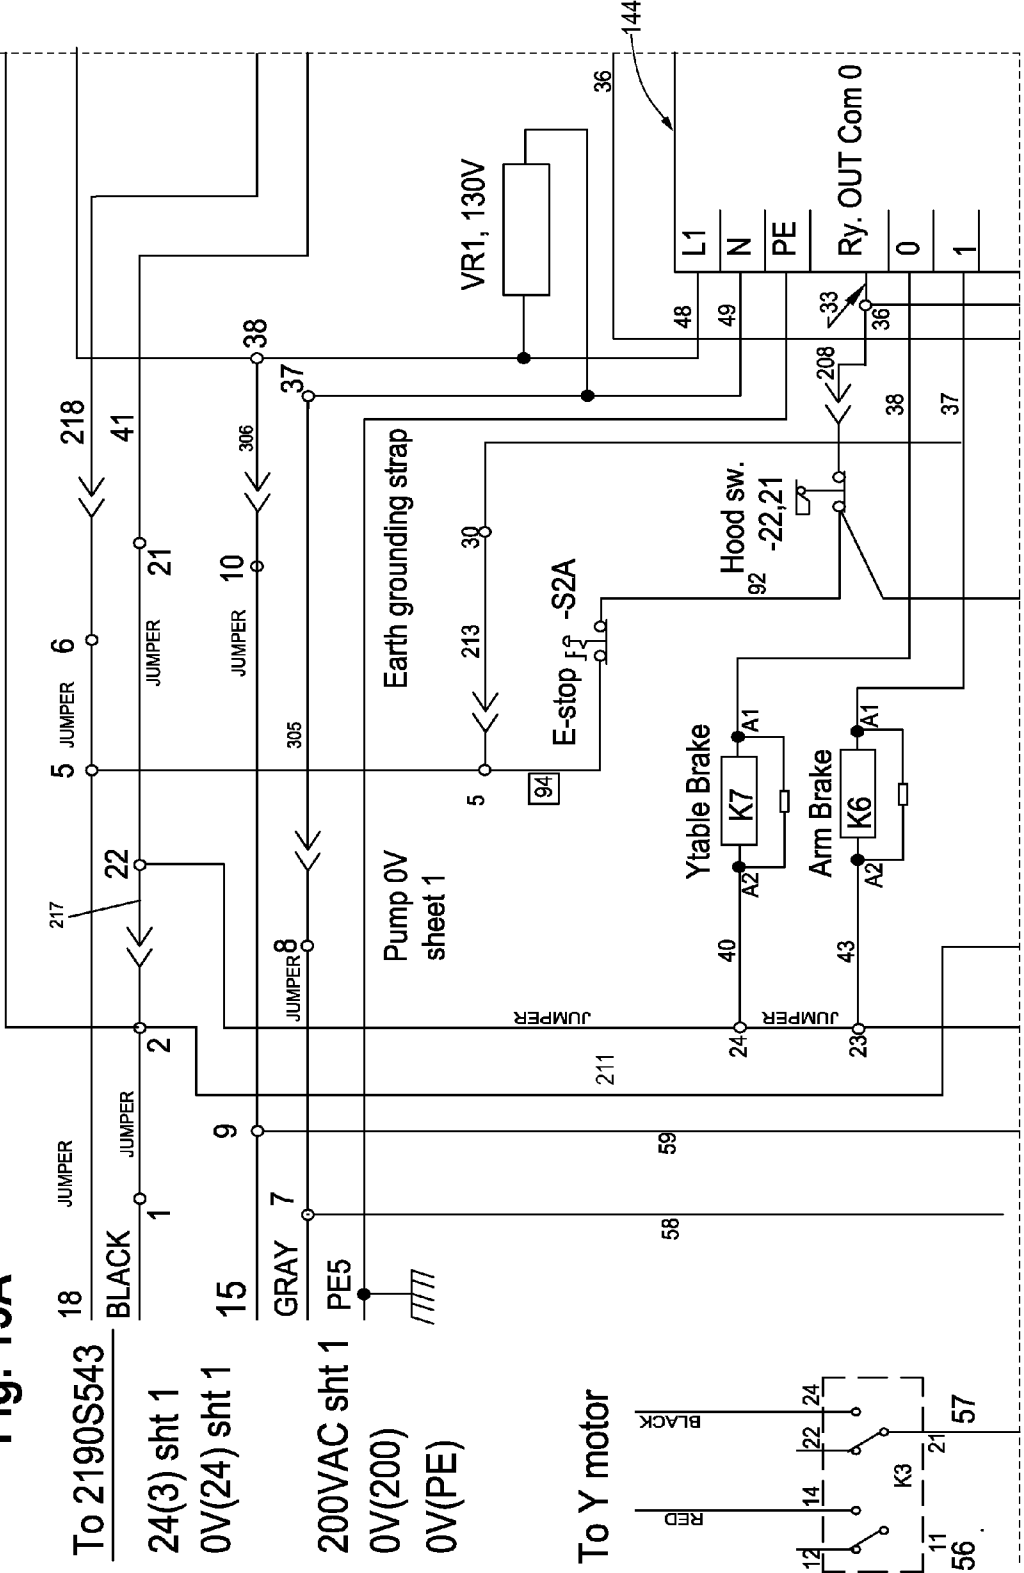 To 2190S543
24(3) sht 1
0V(24) sht 1
200VAC sht 1
0V(200)
0V(PE)
18
BLACK
15
GRAY
PE5
JUMPER
JUMPER
1
2
217
22
5
JUMPER
6
JUMPER
21
218
41
9
7
JUMPER
8
305
JUMPER
10
306
37
38
VR1, 130V
Earth grounding strap
Pump 0V
sheet 1
5
94
213
30
E-stop
-S2A
Hood sw.
-22,21
92
208
-33
36
36
144
48
49
L1
N
PE
Ry. OUT Com 0
0
1
38
37
Ytable Brake
K7
A1
A2
40
Arm Brake
K6
A1
A2
43
JUMPER
24
JUMPER
23
211
59
58
To Y motor
BLACK
RED
24
22
14
12
K3
21
57
11
56